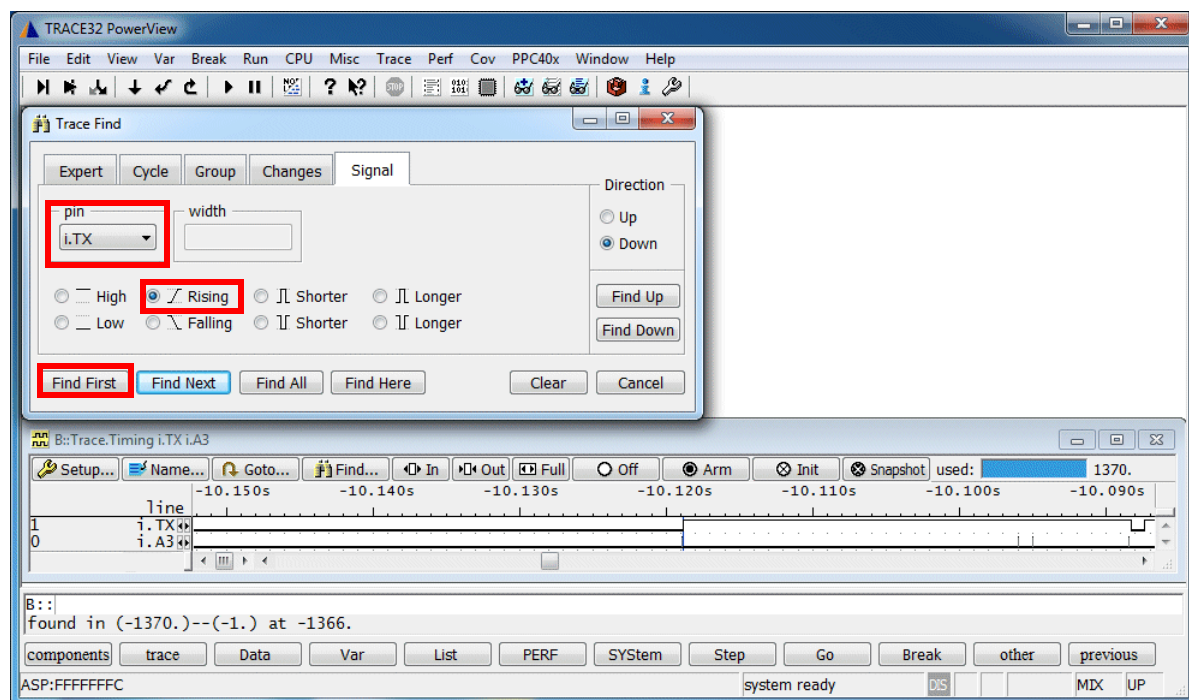 TRACE32 PowerView
File Edit View Var Break Run CPU Misc Trace Perf Cov PPC40x Window Help
Trace Find
Expert Cycle Group Changes Signal
Direction
pin width
i.TX
Up
Down
High Rising Shorter Longer
Low Falling Shorter Longer
Find Up
Find Down
Find First Find Next Find All Find Here Clear Cancel
B::Trace.Timing i.TX i.A3
Setup... Name... Goto... Find... In Out Full Off Arm Init Snapshot used: 1370.
-10.150s -10.140s -10.130s -10.120s -10.110s -10.100s -10.090s
line
1 i.TX
0 i.A3
B::
found in (-1370.)--(-1.) at -1366.
components trace Data Var List PERF SYStem Step Go Break other previous
ASP:FFFFFFFC system ready DIS MIX UP